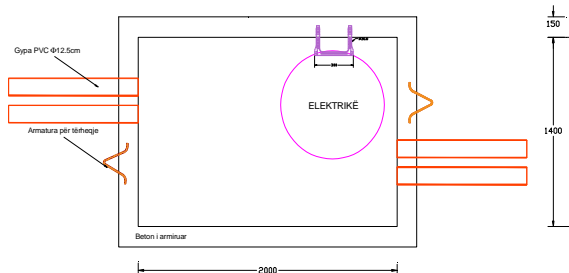 150
Gypa PVC Φ12.5cm
ELEKTRIKË
1400
Armatura për tërheqje
Beton i armiruar
2000